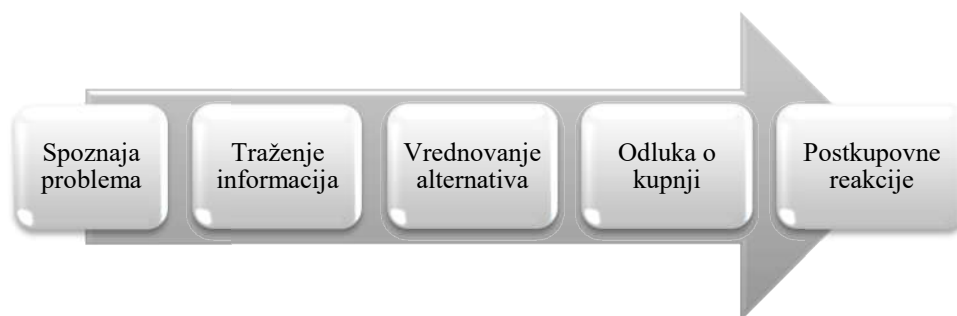 Spoznaja
problema
Traženje
informacija
Vrednovanje
alternativa
Odluka o
kupnji
Postkupovne
reakcije